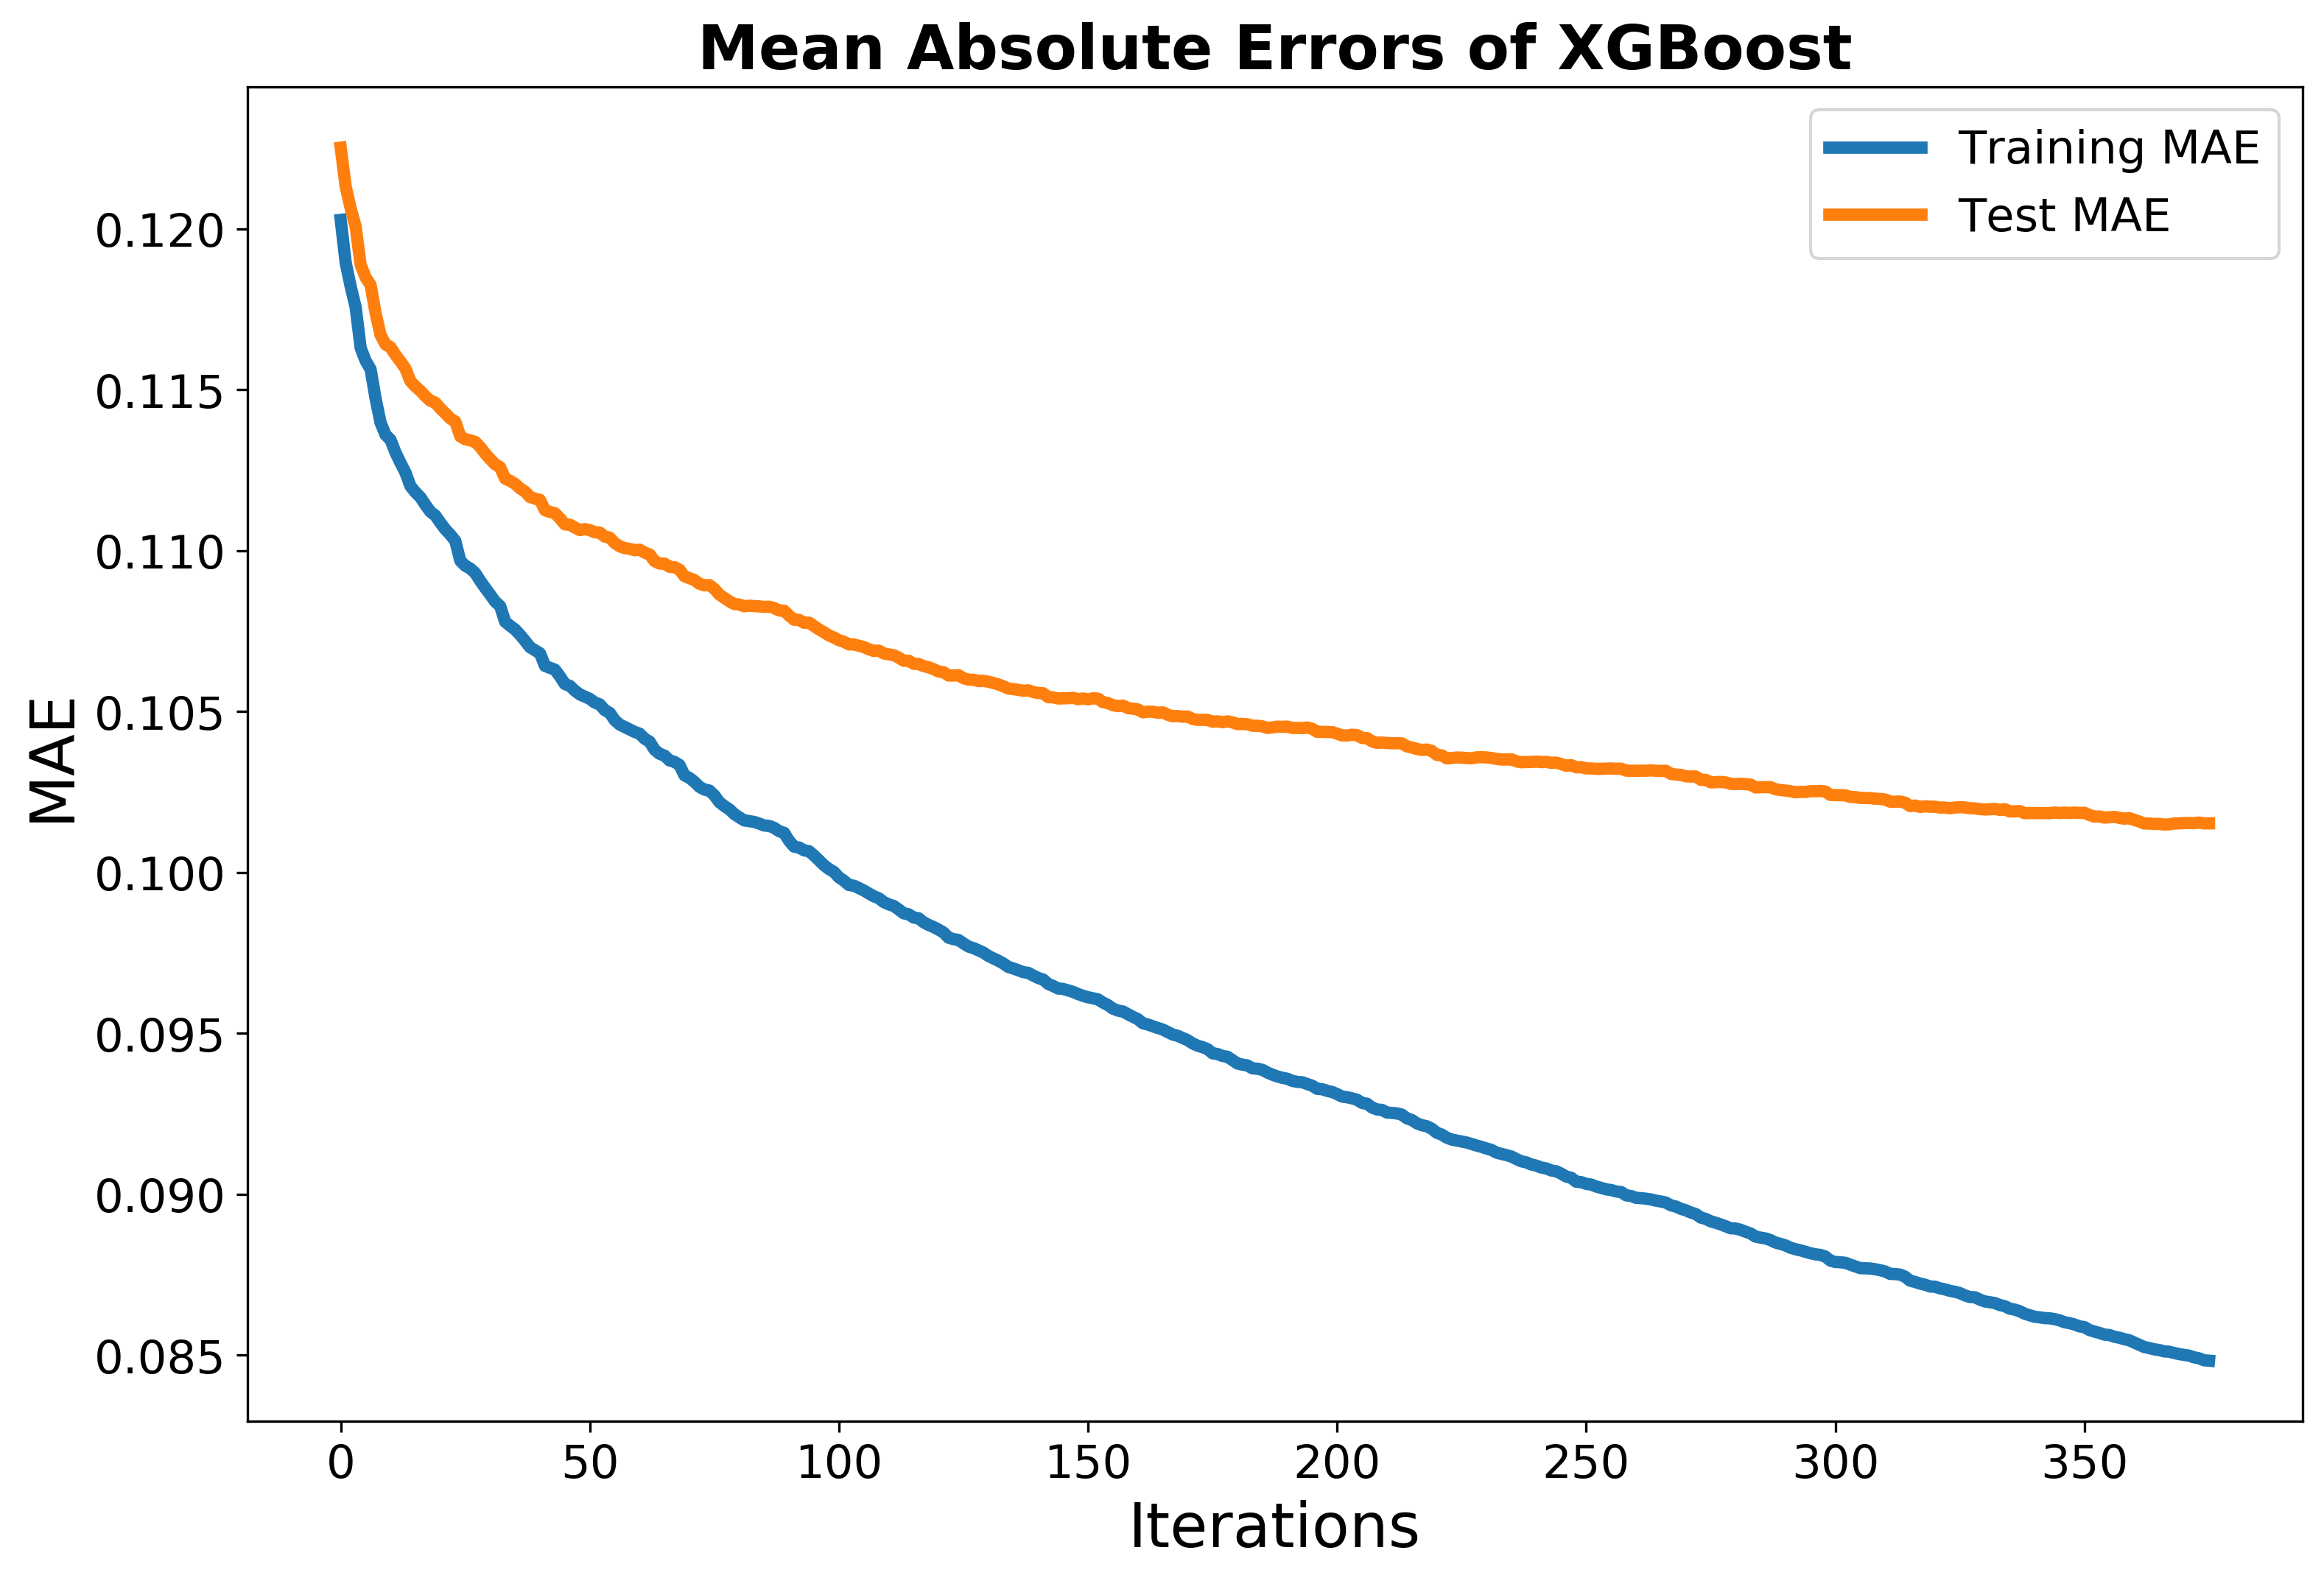 Mean Absolute Errors of XGBoost
Training MAE
Test MAE
MAE
0.120
0.115
0.110
0.105
0.100
0.095
0.090
0.085
0 50 100 150 200 250 300 350
Iterations